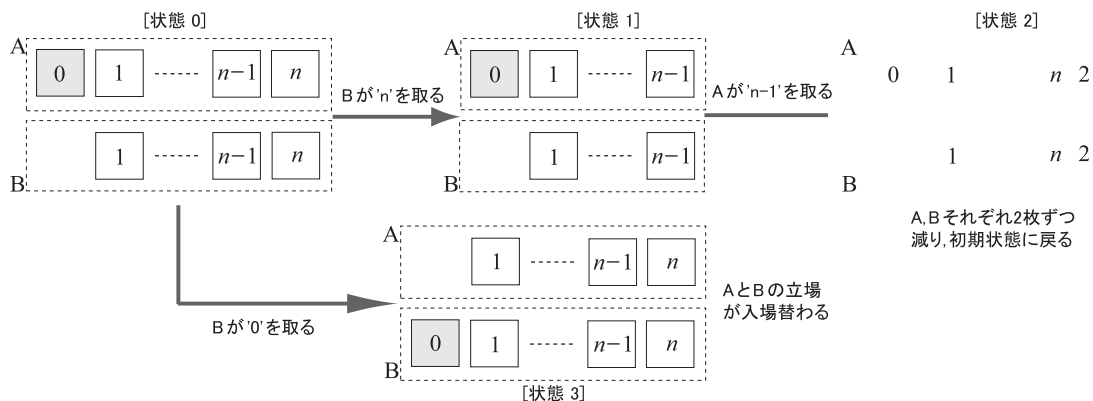 [状態 0]
A
0 1 ······ n−1 n
1 ······ n−1 n
B
Bが'n'を取る
[状態 1]
A
0 1 ······ n−1
1 ······ n−1
B
Aが'n-1'を取る
[状態 2]
A
0 1 n 2
1 n 2
B
A,Bそれぞれ2枚ずつ
減り,初期状態に戻る
Bが'0'を取る
A
1 ······ n−1 n
0 1 ······ n−1 n
B
[状態 3]
AとBの立場
が入場替わる